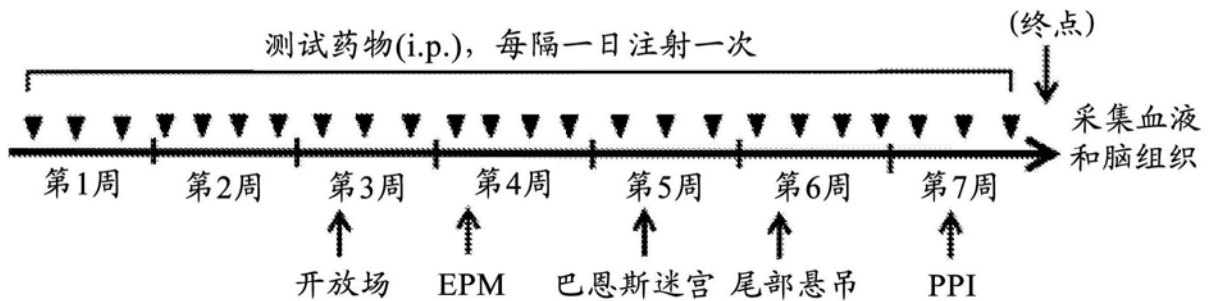 (终点)
测试药物(i.p.)，每隔一日注射一次
采集血液
和脑组织
第1周 第2周 第3周 第4周 第5周 第6周 第7周
开放场 EPM 巴恩斯迷宫 尾部悬吊 PPI